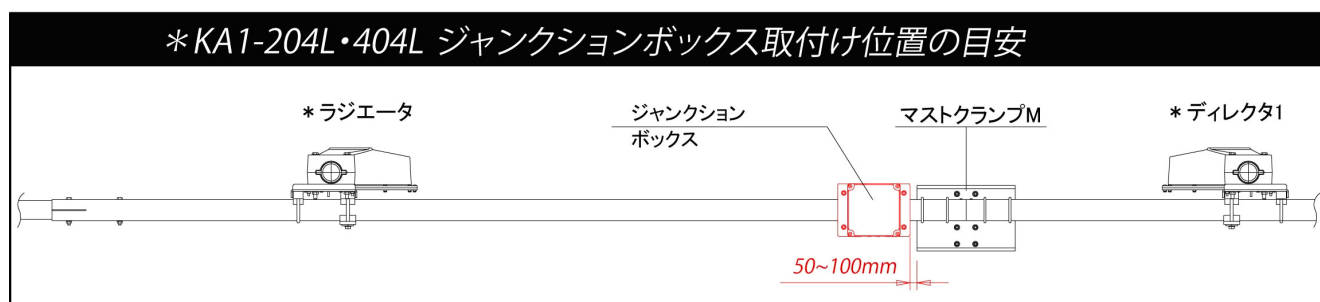 ＊KA1-204L・404L ジャンクションボックス取付け位置の目安
＊ラジエータ
ジャンクション
ボックス
マストクランプM
＊ディレクタ1
50~100mm